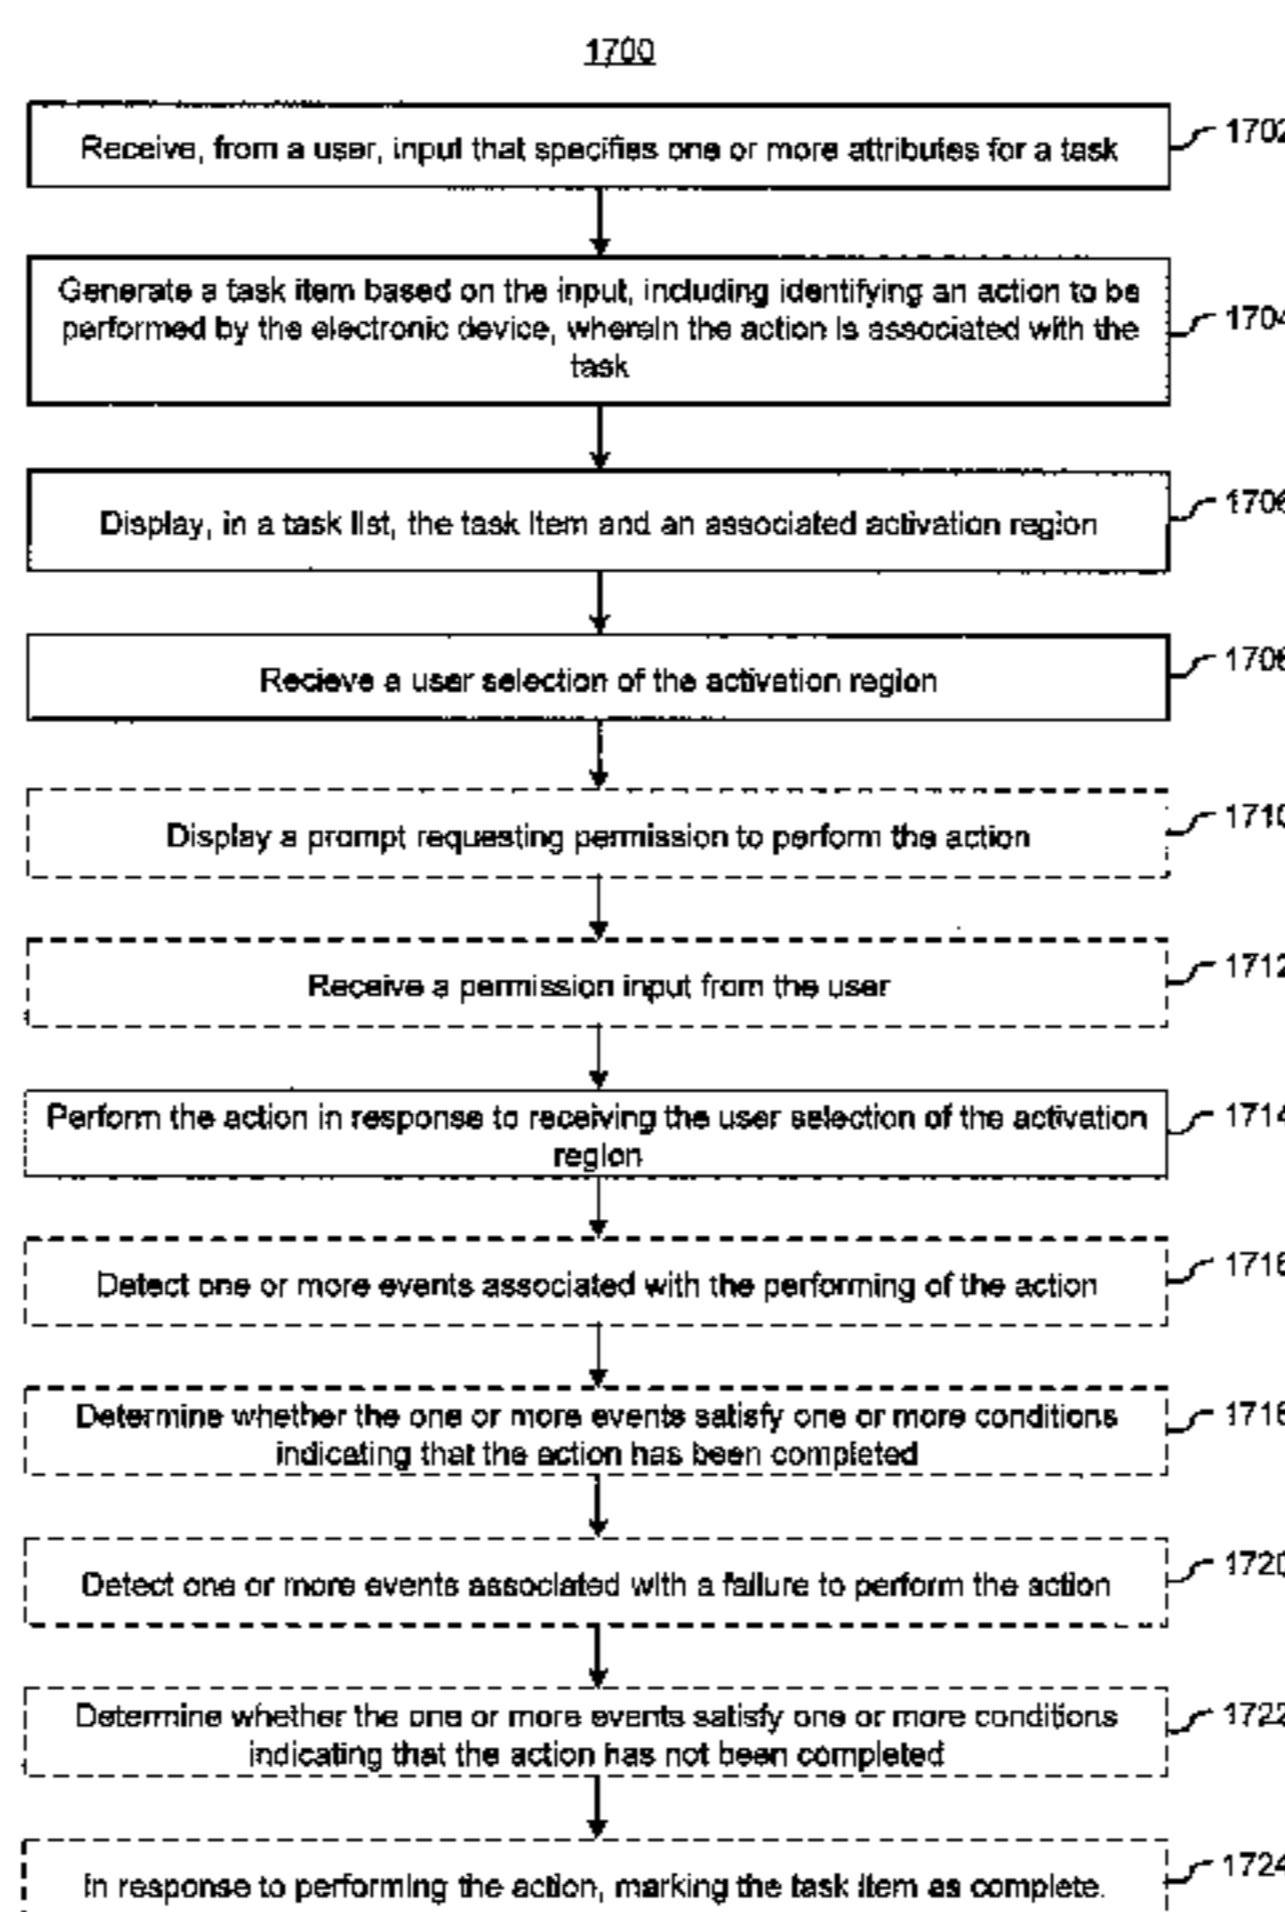 1700
Receive, from a user, input that specifies one or more attributes for a task
1702
Generate a task item based on the input, including identifying an action to be
performed by the electronic device, wherein the action is associated with the
task
1704
Display, in a task list, the task item and an associated activation region
1706
Recieve a user selection of the activation region
1708
Display a prompt requesting permission to perform the action
1710
Receive a permission input from the user
1712
Perform the action in response to receiving the user selection of the activation
region
1714
Detect one or more events associated with the performing of the action
1716
Determine whether the one or more events satisfy one or more conditions
indicating that the action has been completed
1718
Detect one or more events associated with a failure to perform the action
1720
Determine whether the one or more events satisfy one or more conditions
indicating that the action has not been completed
1722
In response to performing the action, marking the task item as complete.
1724